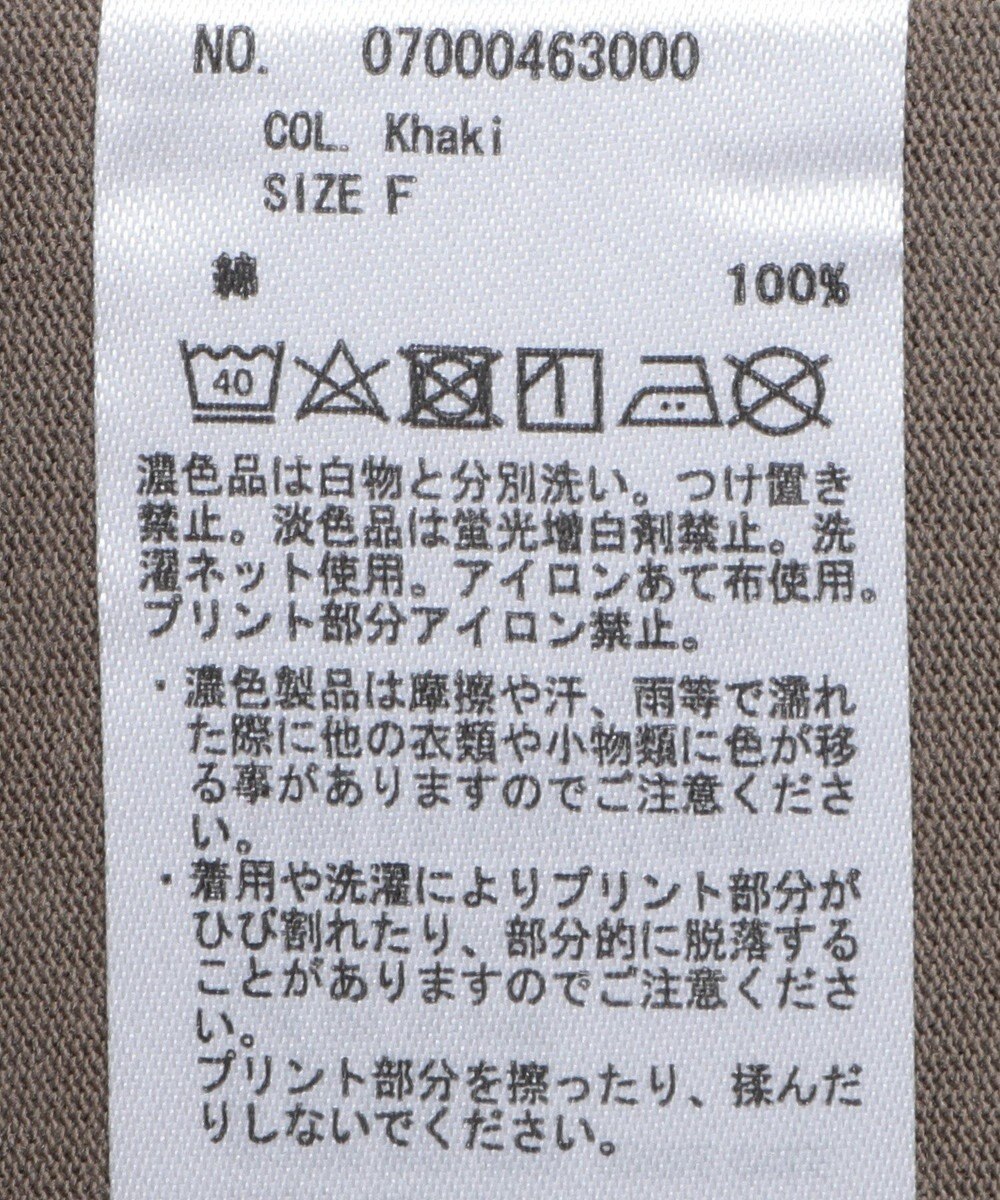 NO. 07000463000
COL. Khaki
SIZE F
綿 100%
40
濃色品は白物と分別洗い。つけ置き
禁止。淡色品は蛍光増白剤禁止。洗
濯ネット使用。アイロンあて布使用。
プリント部分アイロン禁止。
・濃色製品は摩擦や汗、雨等で濡れ
た際に他の衣類や小物類に色が移
る事がありますのでご注意くださ
い。
・着用や洗濯によりプリント部分が
ひび割れたり、部分的に脱落する
ことがありますのでご注意くださ
い。
プリント部分を擦ったり、揉んだ
りしないでください。